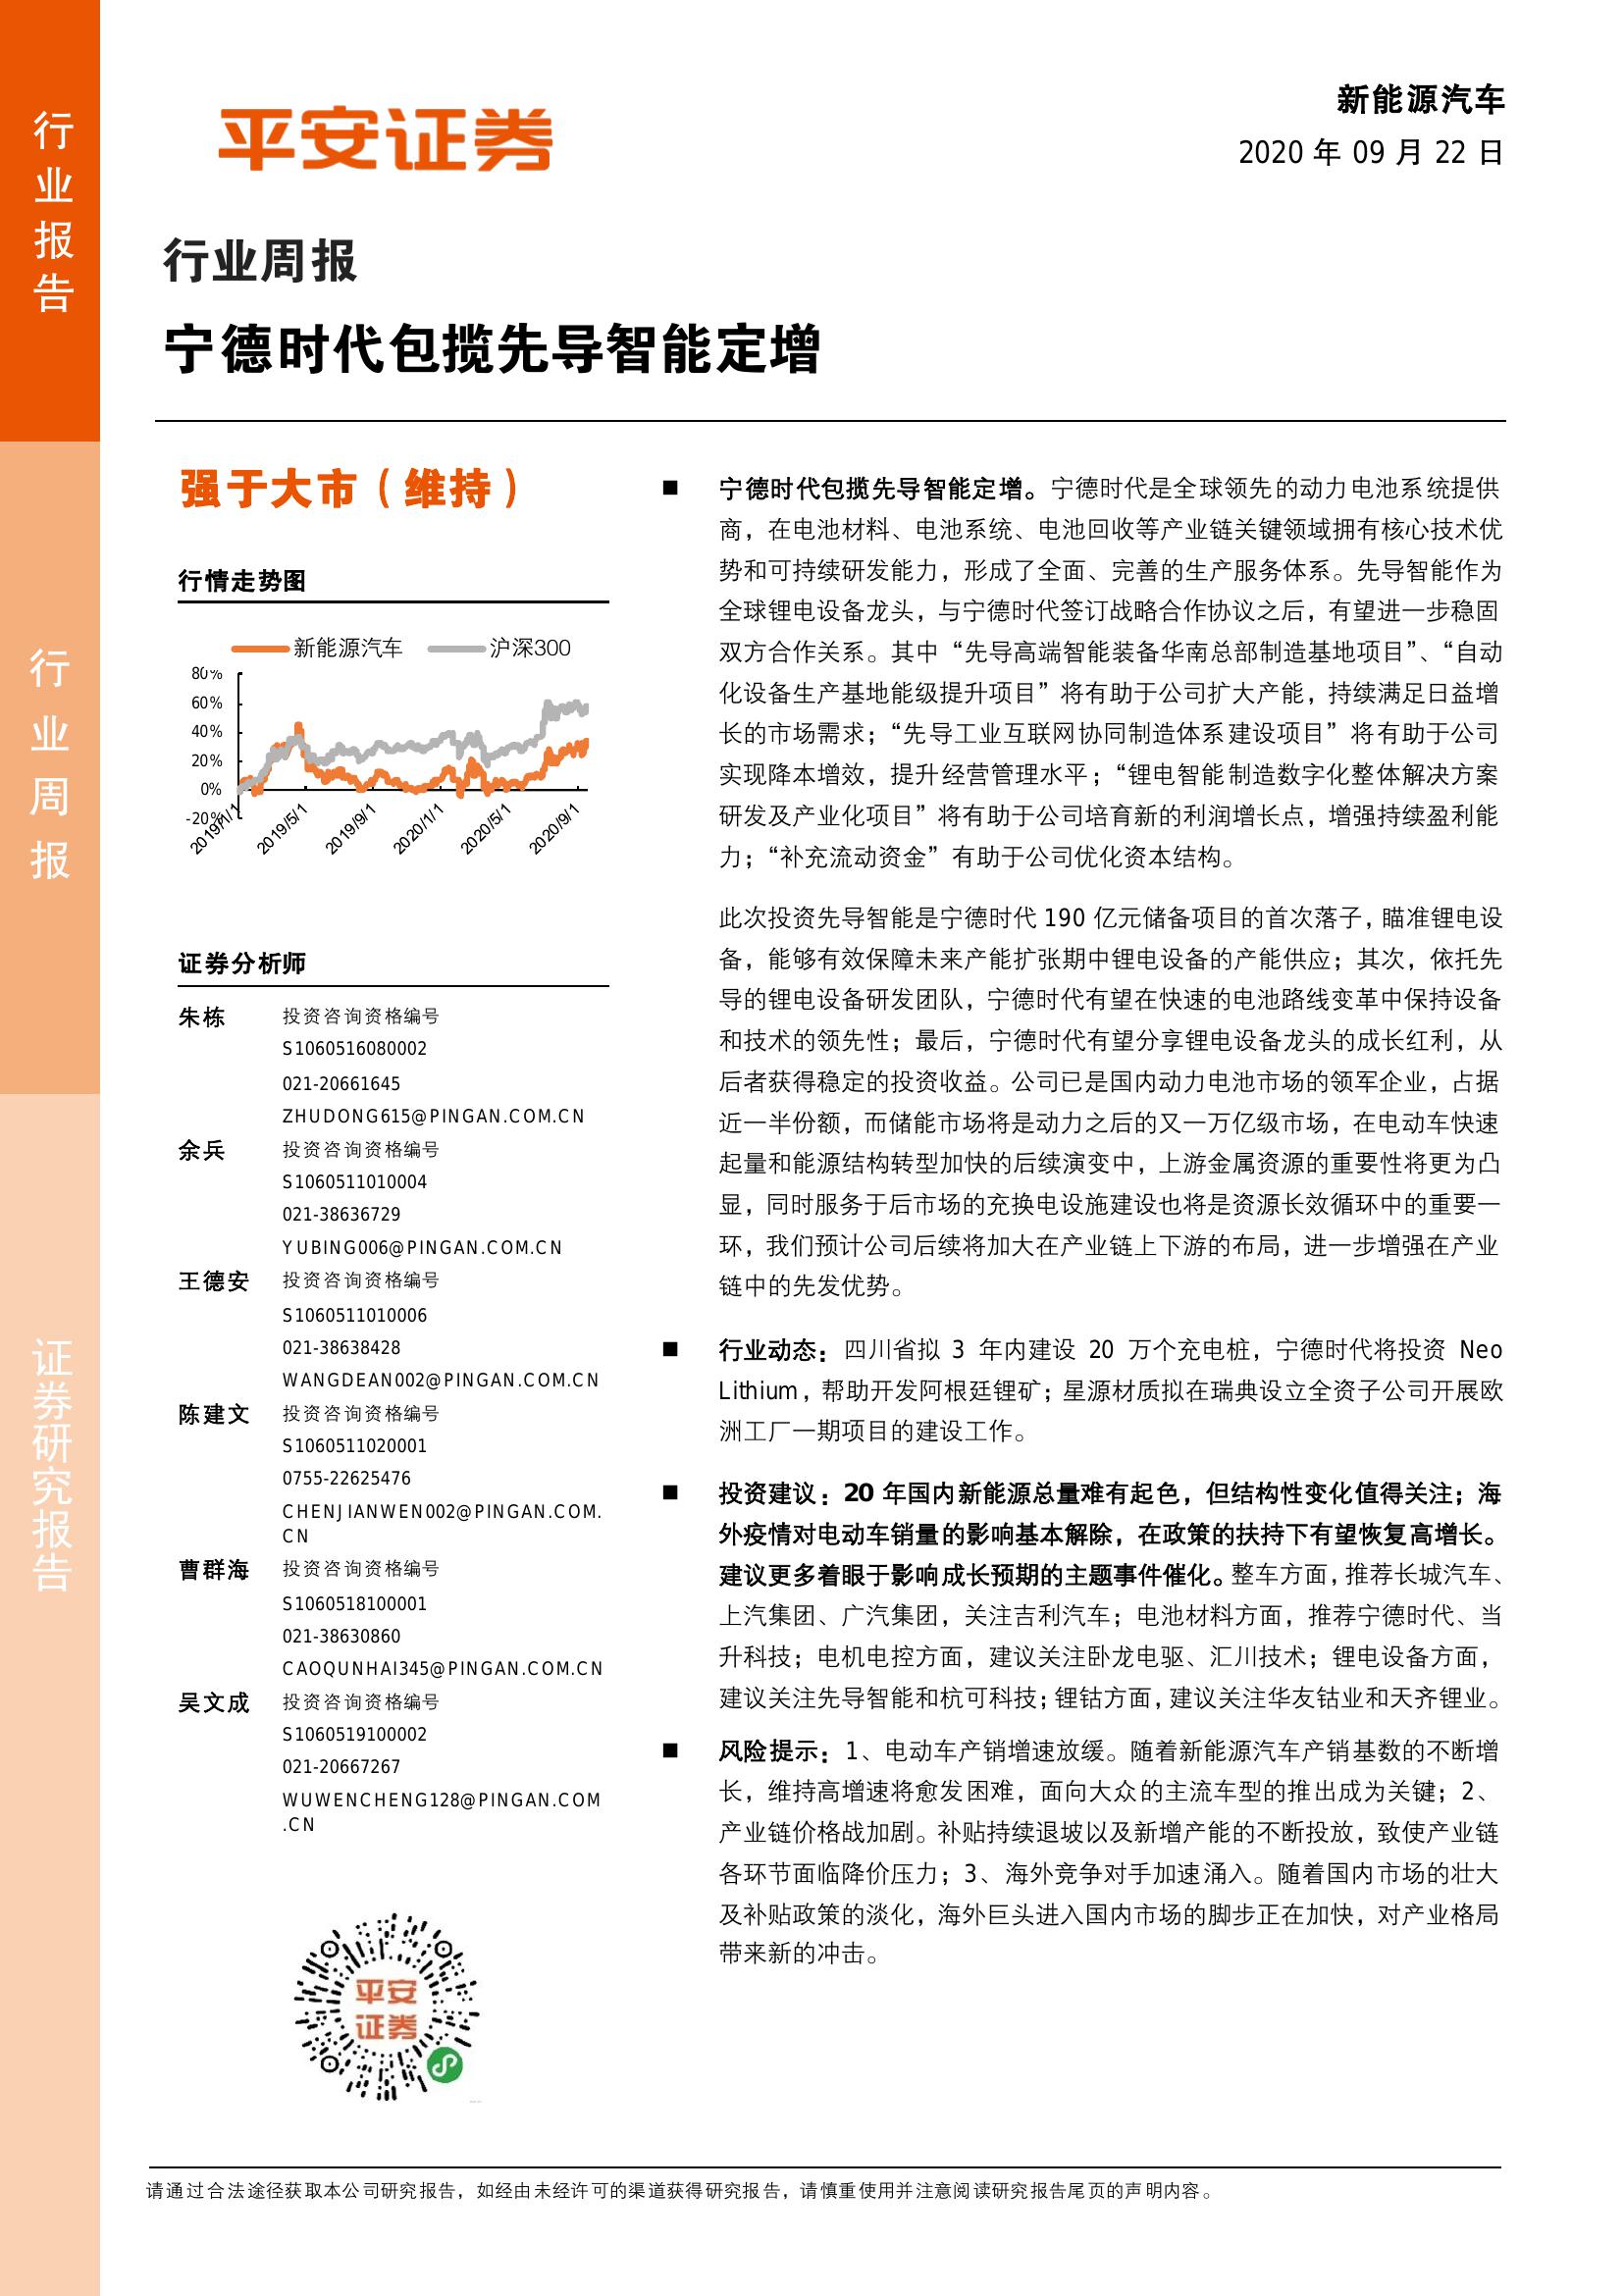 行业报告
行业周报
证券研究报告
平安证券
新能源汽车
2020 年 09 月 22 日
行业周报
宁德时代包揽先导智能定增
强于大市（维持）
行情走势图
新能源汽车 沪深300
80%
60%
40%
20%
0%
-20%
2019/1/1 2019/5/1 2019/9/1 2020/1/1 2020/5/1 2020/9/1
证券分析师
朱栋 投资咨询资格编号
S1060516080002
021-20661645
ZHUDONG615@PINGAN.COM.CN
余兵 投资咨询资格编号
S1060511010004
021-38636729
YUBING006@PINGAN.COM.CN
王德安 投资咨询资格编号
S1060511010006
021-38638428
WANGDEAN002@PINGAN.COM.CN
陈建文 投资咨询资格编号
S1060511020001
0755-22625476
CHENJIANWEN002@PINGAN.COM.
CN
曹群海 投资咨询资格编号
S1060518100001
021-38630860
CAOQUNHAI345@PINGAN.COM.CN
吴文成 投资咨询资格编号
S1060519100002
021-20667267
WUWENCHENG128@PINGAN.COM
.CN
平安
证券
■ 宁德时代包揽先导智能定增。宁德时代是全球领先的动力电池系统提供
商，在电池材料、电池系统、电池回收等产业链关键领域拥有核心技术优
势和可持续研发能力，形成了全面、完善的生产服务体系。先导智能作为
全球锂电设备龙头，与宁德时代签订战略合作协议之后，有望进一步稳固
双方合作关系。其中“先导高端智能装备华南总部制造基地项目”、“自动
化设备生产基地能级提升项目”将有助于公司扩大产能，持续满足日益增
长的市场需求；“先导工业互联网协同制造体系建设项目”将有助于公司
实现降本增效，提升经营管理水平；“锂电智能制造数字化整体解决方案
研发及产业化项目”将有助于公司培育新的利润增长点，增强持续盈利能
力；“补充流动资金”有助于公司优化资本结构。
此次投资先导智能是宁德时代 190 亿元储备项目的首次落子，瞄准锂电设
备，能够有效保障未来产能扩张期中锂电设备的产能供应；其次，依托先
导的锂电设备研发团队，宁德时代有望在快速的电池路线变革中保持设备
和技术的领先性；最后，宁德时代有望分享锂电设备龙头的成长红利，从
后者获得稳定的投资收益。公司已是国内动力电池市场的领军企业，占据
近一半份额，而储能市场将是动力之后的又一万亿级市场，在电动车快速
起量和能源结构转型加快的后续演变中，上游金属资源的重要性将更为凸
显，同时服务于后市场的充换电设施建设也将是资源长效循环中的重要一
环，我们预计公司后续将加大在产业链上下游的布局，进一步增强在产业
链中的先发优势。
■ 行业动态：四川省拟 3 年内建设 20 万个充电桩，宁德时代将投资 Neo
Lithium，帮助开发阿根廷锂矿；星源材质拟在瑞典设立全资子公司开展欧
洲工厂一期项目的建设工作。
■ 投资建议：20 年国内新能源总量难有起色，但结构性变化值得关注；海
外疫情对电动车销量的影响基本解除，在政策的扶持下有望恢复高增长。
建议更多着眼于影响成长预期的主题事件催化。整车方面，推荐长城汽车、
上汽集团、广汽集团，关注吉利汽车；电池材料方面，推荐宁德时代、当
升科技；电机电控方面，建议关注卧龙电驱、汇川技术；锂电设备方面，
建议关注先导智能和杭可科技；锂钴方面，建议关注华友钴业和天齐锂业。
■ 风险提示：1、电动车产销增速放缓。随着新能源汽车产销基数的不断增
长，维持高增速将愈发困难，面向大众的主流车型的推出成为关键；2、
产业链价格战加剧。补贴持续退坡以及新增产能的不断投放，致使产业链
各环节面临降价压力；3、海外竞争对手加速涌入。随着国内市场的壮大
及补贴政策的淡化，海外巨头进入国内市场的脚步正在加快，对产业格局
带来新的冲击。
请通过合法途径获取本公司研究报告，如经由未经许可的渠道获得研究报告，请慎重使用并注意阅读研究报告尾页的声明内容。